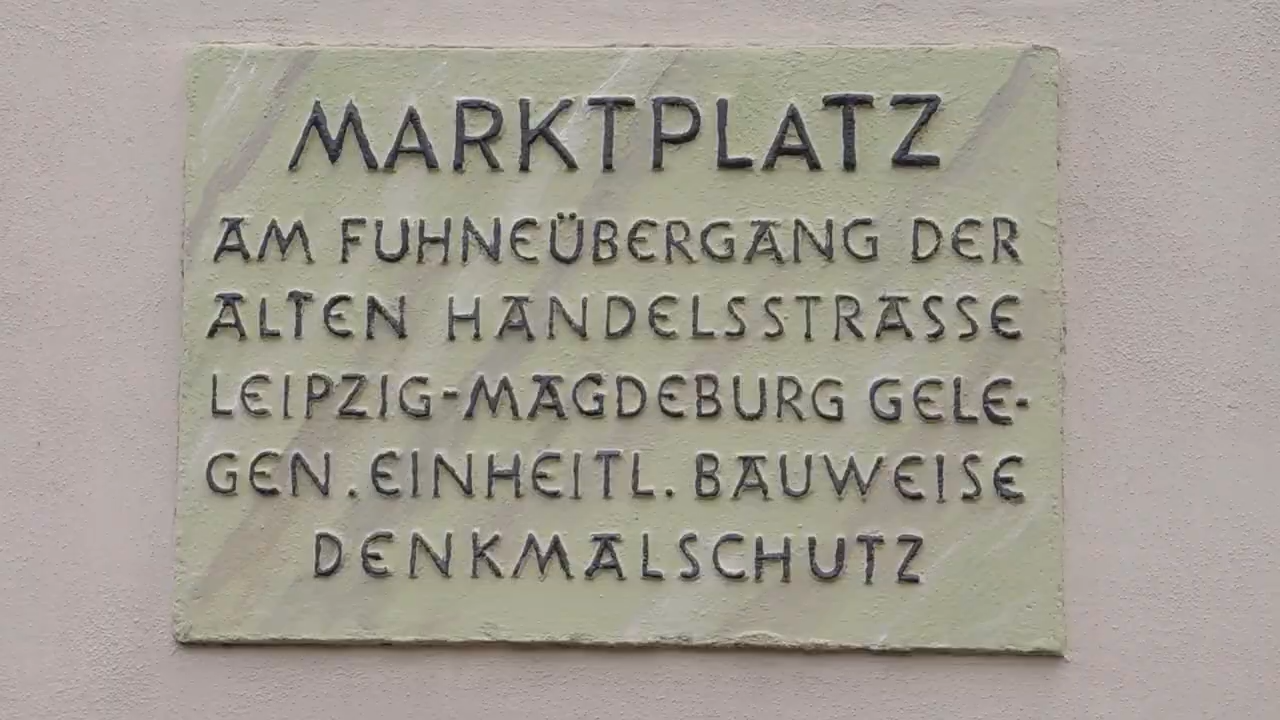 MARKTPLATZ
AM FUHNEÜBERGANG DER
ALTEN HANDELSSTRASSE
LEIPZIG-MAGDEBURG GELE-
GEN. EINHEITL. BAUWEISE
DENKMALSCHUTZ